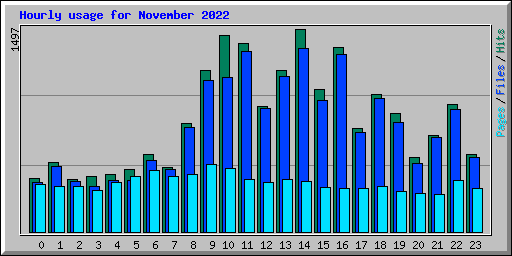 Hourly usage for November 2022
1497
Pages/Files/Hits
0 1 2 3 4 5 6 7 8 9 10 11 12 13 14 15 16 17 18 19 20 21 22 23